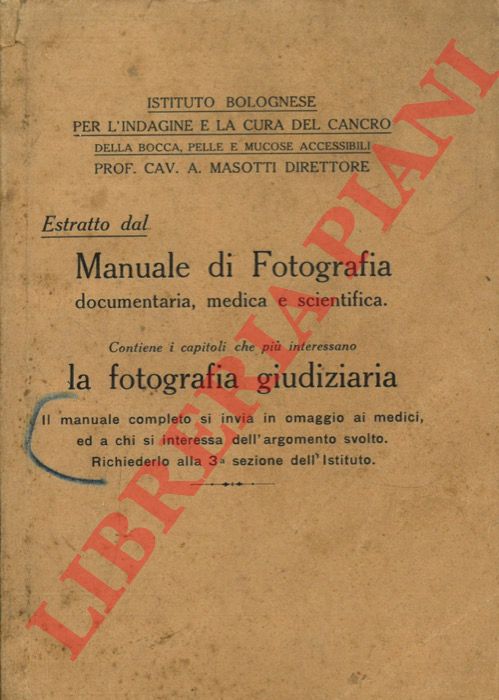 ISTITUTO BOLOGNESE
PER L'INDAGINE E LA CURA DEL CANCRO
DELLA BOCCA, PELLE E MUCOSE ACCESSIBILI
PROF. CAV. A. MASOTTI DIRETTORE
Estratto dal
Manuale di Fotografia
documentaria, medica e scientifica.
Contiene i capitoli che più interessano
la fotografia giudiziaria
Il manuale completo si invia in omaggio ai medici,
ed a chi si interessa dell'argomento svolto.
Richiederlo alla 3ª sezione dell'Istituto.
LIBRERIA PIANI